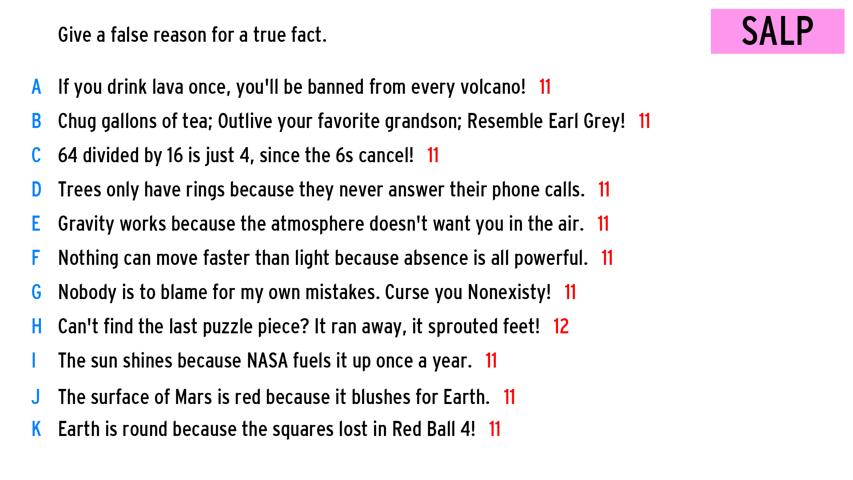 Give a false reason for a true fact.
SALP
A If you drink lava once, you'll be banned from every volcano! 11
B Chug gallons of tea; Outlive your favorite grandson; Resemble Earl Grey! 11
C 64 divided by 16 is just 4, since the 6s cancel! 11
D Trees only have rings because they never answer their phone calls. 11
E Gravity works because the atmosphere doesn't want you in the air. 11
F Nothing can move faster than light because absence is all powerful. 11
G Nobody is to blame for my own mistakes. Curse you Nonexisty! 11
H Can't find the last puzzle piece? It ran away, it sprouted feet! 12
I The sun shines because NASA fuels it up once a year. 11
J The surface of Mars is red because it blushes for Earth. 11
K Earth is round because the squares lost in Red Ball 4! 11